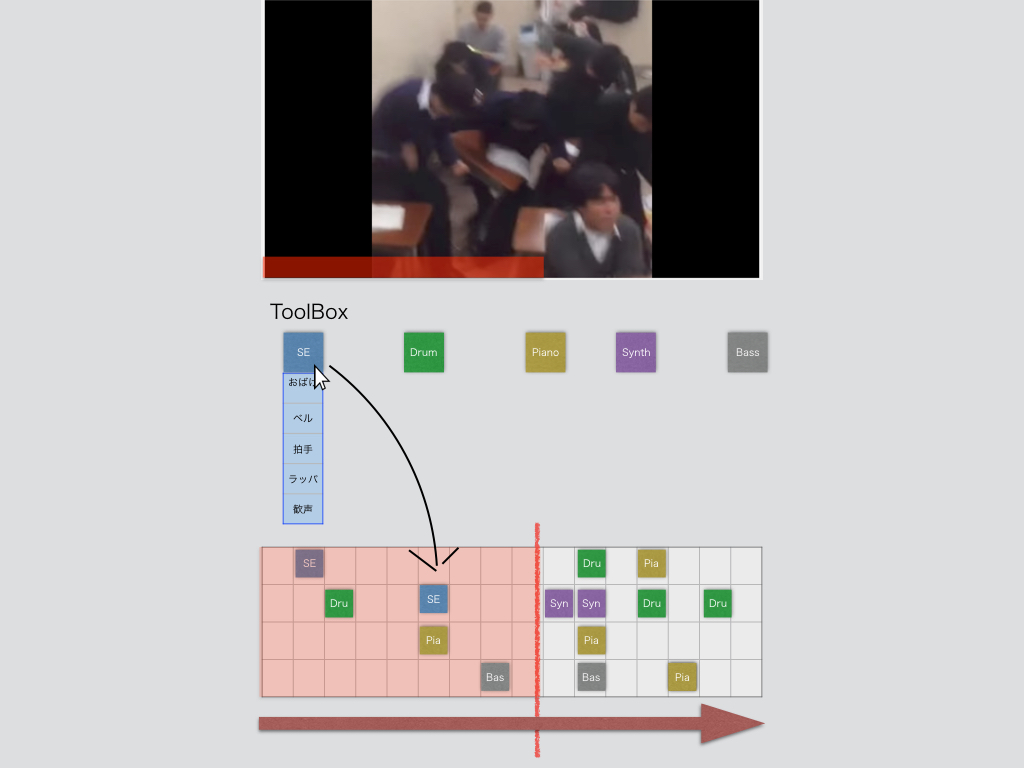 ToolBox
SE Drum Piano Synth Bass
おばけ
ベル
拍手
ラッパ
歓声
SE Dru Pia
Dru SE Syn Syn Dru Dru
Pia Pia
Bas Bas Pia